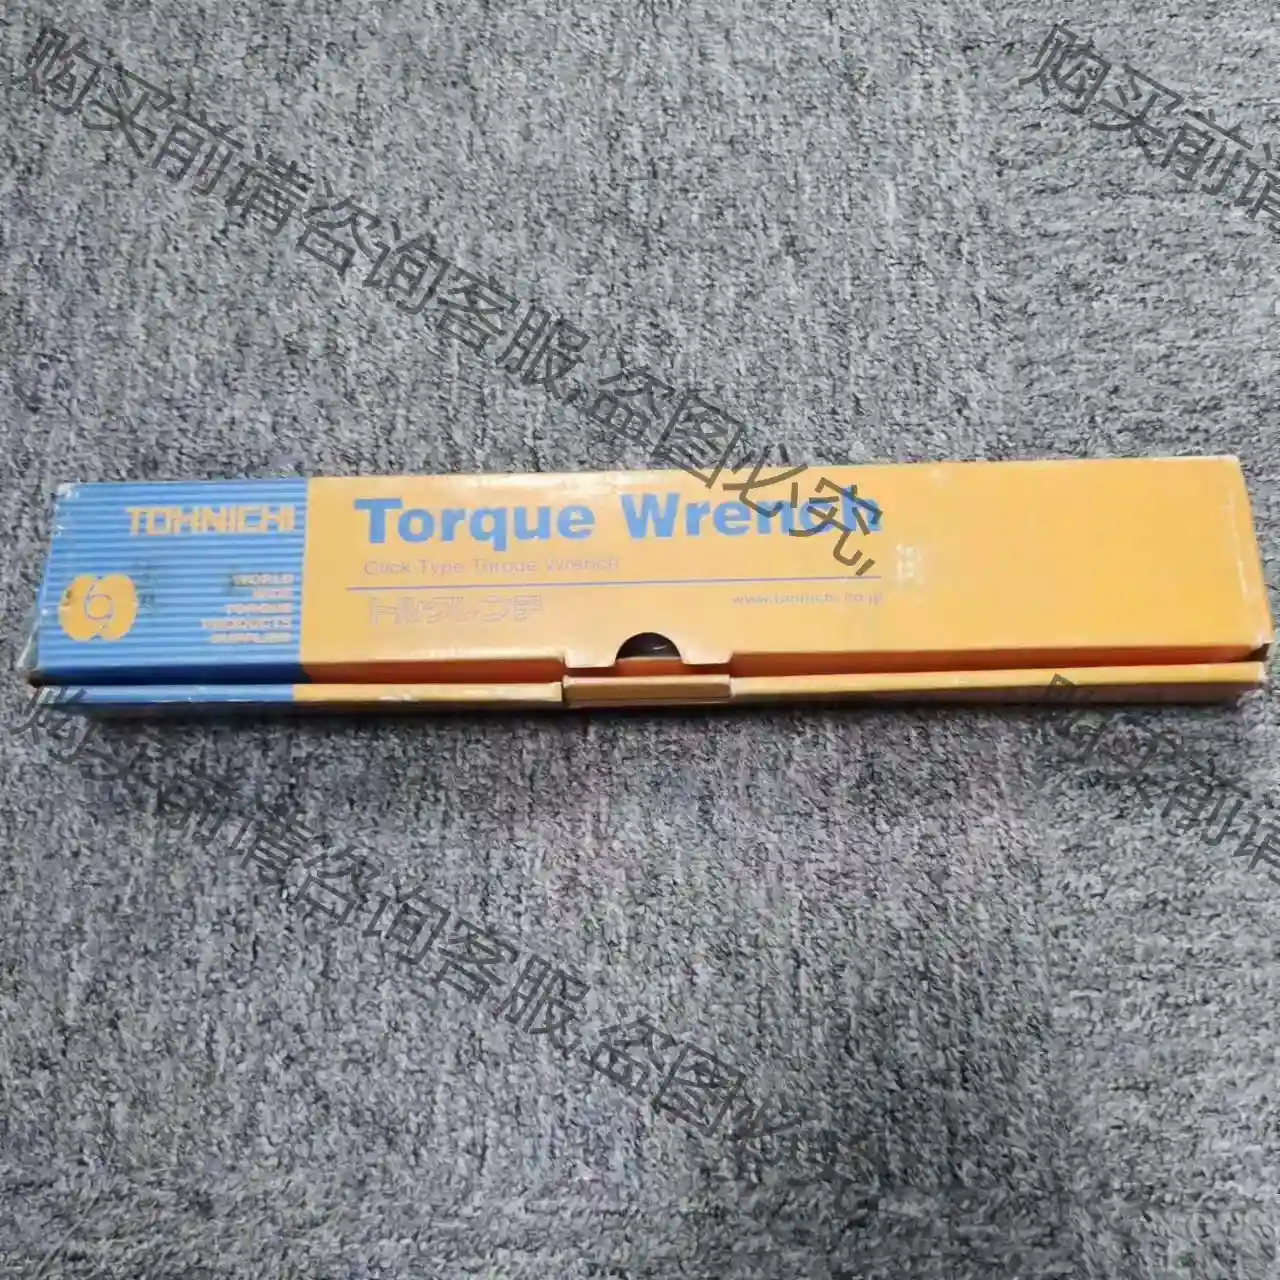 购买前请咨询客服,盗图必究,
购买前请
TOHNICHI
WORLD
WIDE
TORQUE
PRODUCTS
SUPPLIER
Torque Wrench
Click Type Torque Wrench
トルクレンチ
www.tohnichi.co.jp
购买前请咨询客服,盗图必究
购买前请